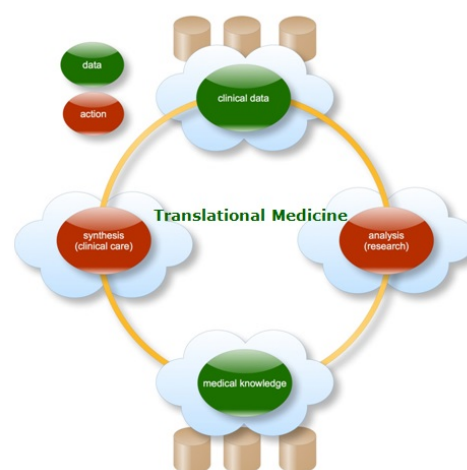 data
action
clinical data
Translational Medicine
synthesis
(clinical care)
analysis
(research)
medical knowledge